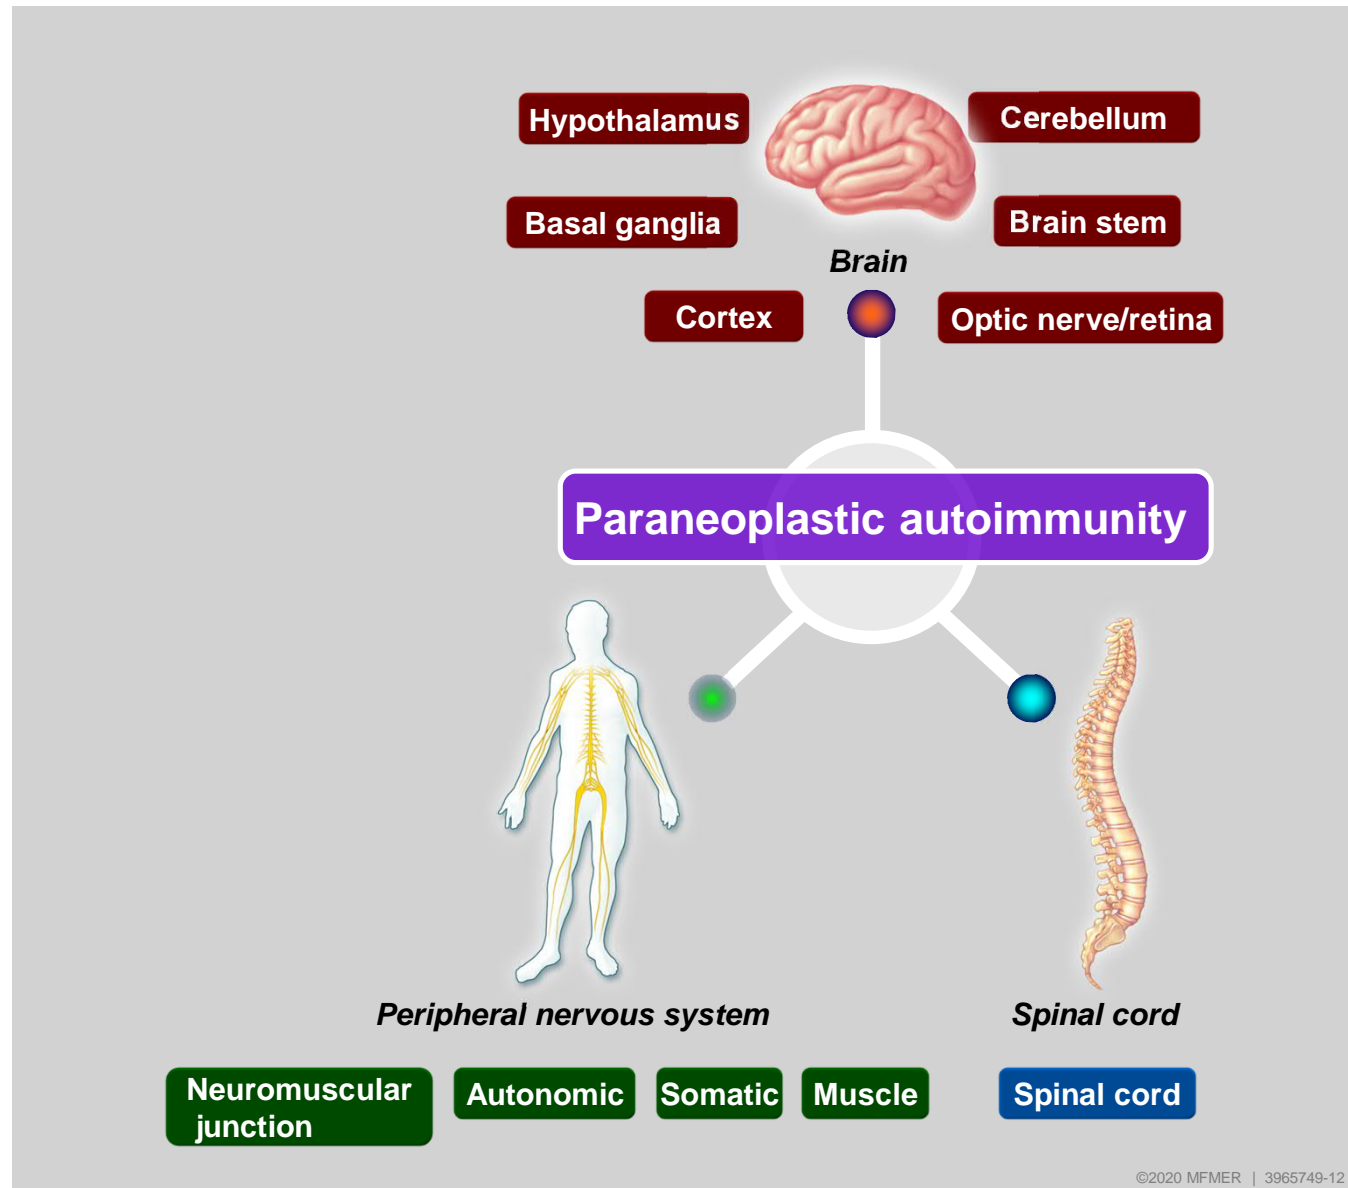 Hypothalamus
Cerebellum
Basal ganglia
Brain stem
Brain
Cortex
Optic nerve/retina
Paraneoplastic autoimmunity
Peripheral nervous system
Spinal cord
Neuromuscular
junction
Autonomic
Somatic
Muscle
Spinal cord
©2020 MFMER | 3965749-12